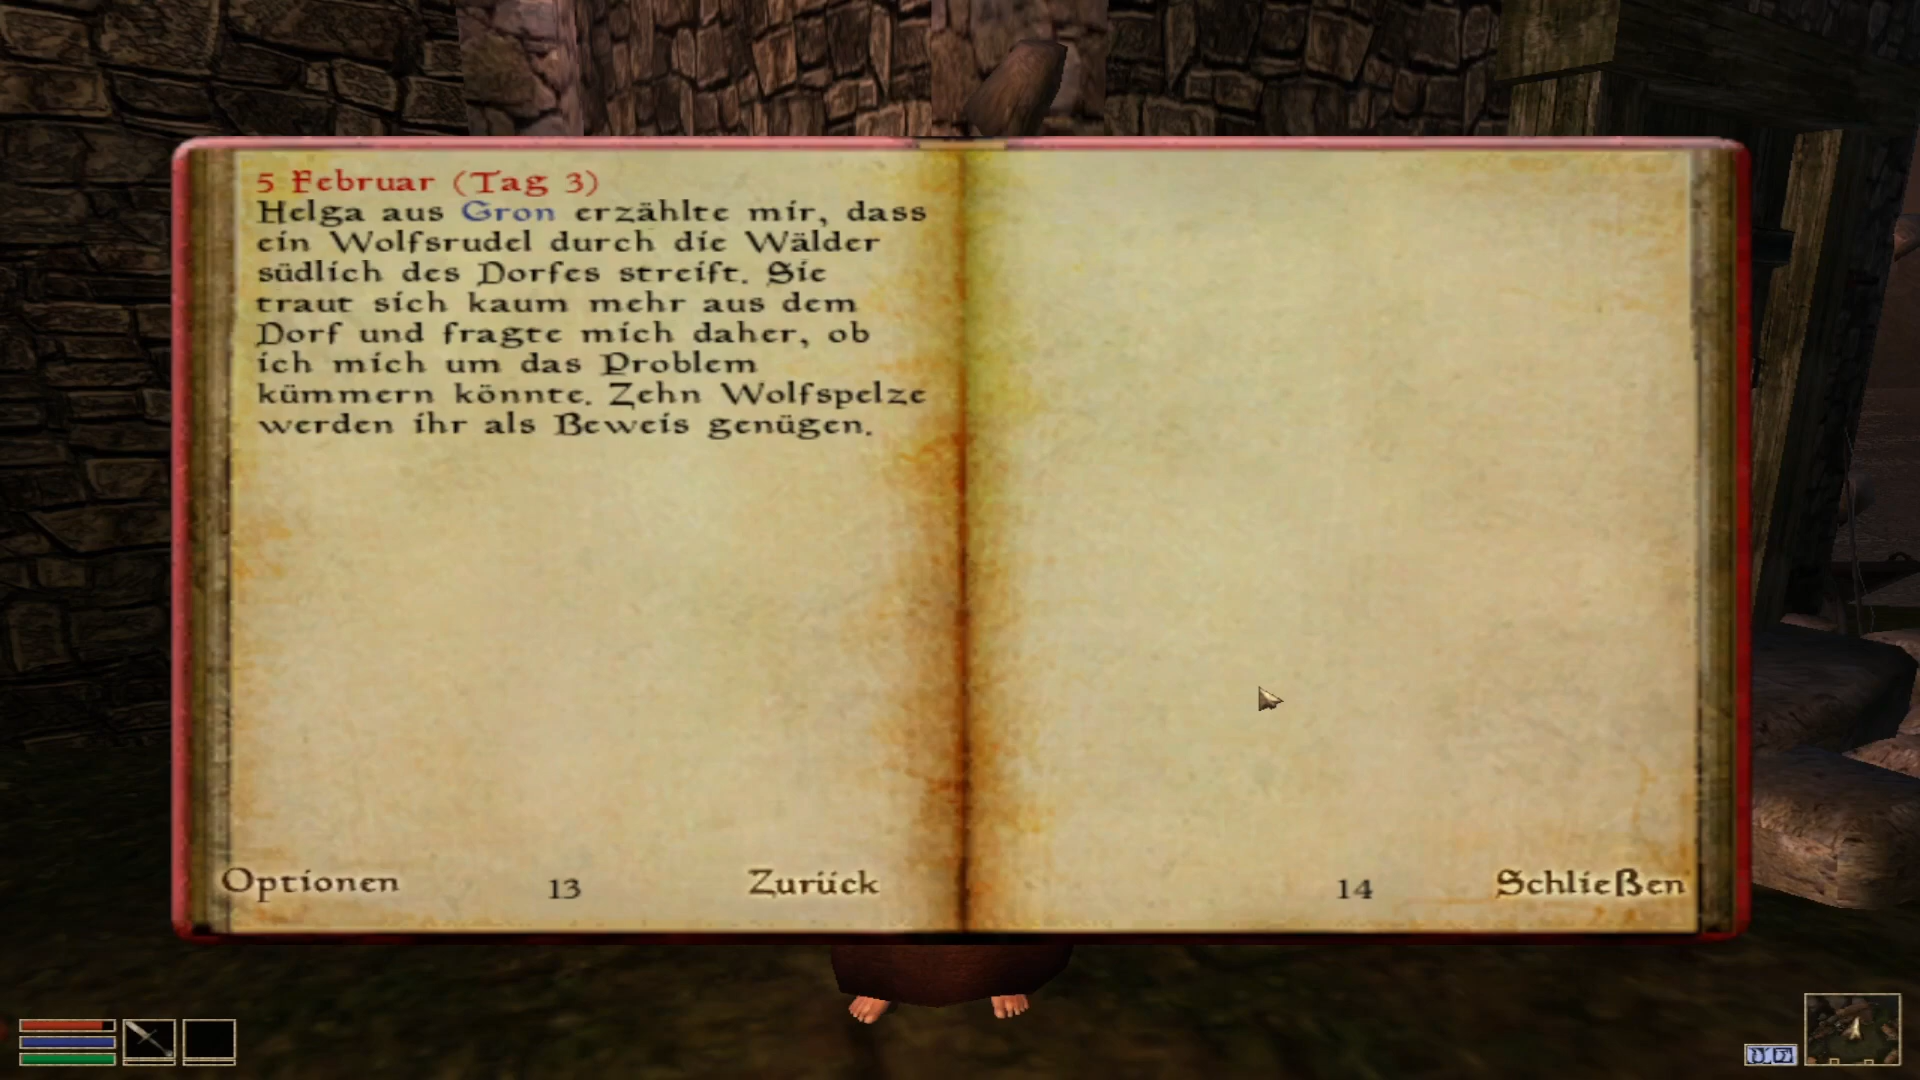 5 Februar (Tag 3)
Helga aus Gron erzählte mir, dass
ein Wolfsrudel durch die Wälder
südlich des Dorfes streift. Sie
traut sich kaum mehr aus dem
Dorf und fragte mich daher, ob
ich mich um das Problem
kümmern könnte. Zehn Wolfspelze
werden ihr als Beweis genügen.
Optionen 13 Zurück 14 Schließen